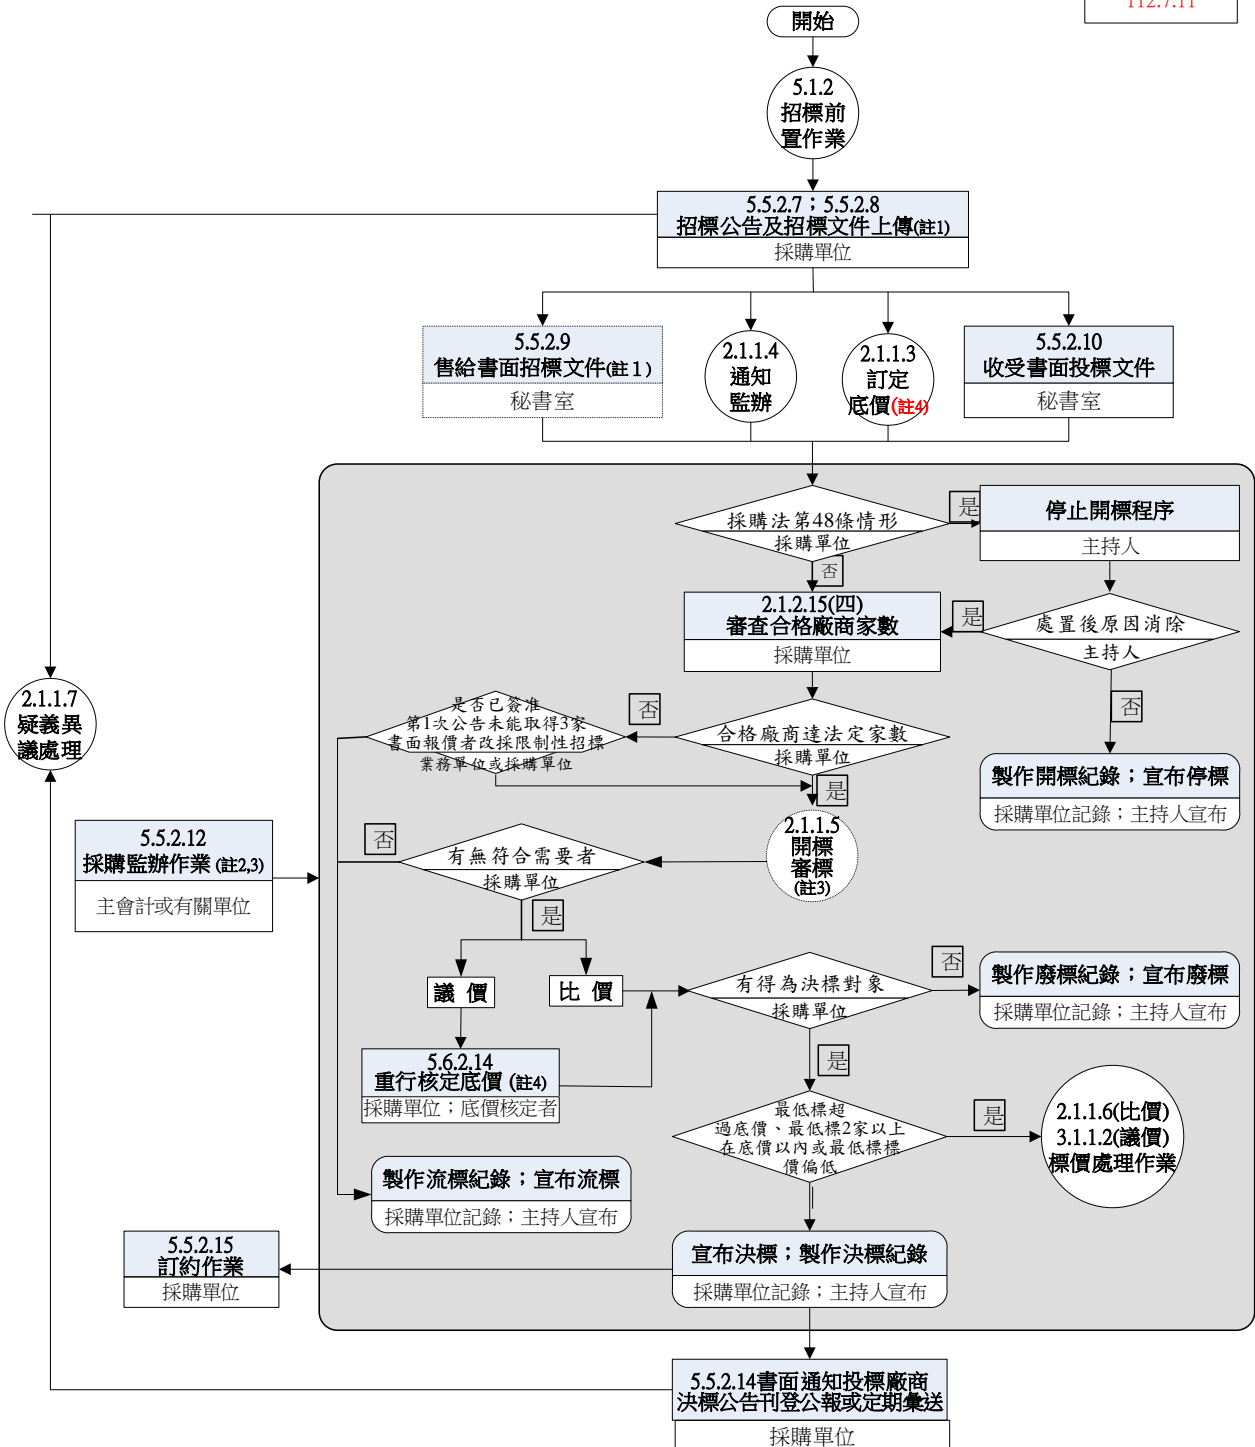 112.7.11
開始
5.1.2
招標前
置作業
5.5.2.7；5.5.2.8
招標公告及招標文件上傳(註1)
採購單位
5.5.2.9
售給書面招標文件(註１)
秘書室
2.1.1.4
通知
監辦
2.1.1.3
訂定
底價(註4)
5.5.2.10
收受書面投標文件
秘書室
採購法第48條情形
採購單位
是
停止開標程序
主持人
否
2.1.2.15(四)
審查合格廠商家數
採購單位
是
處置後原因消除
主持人
否
2.1.1.7
疑義異
議處理
是否已簽准
第1次公告未能取得3家
書面報價者改採限制性招標
業務單位或採購單位
否
合格廠商達法定家數
採購單位
是
製作開標紀錄；宣布停標
採購單位記錄；主持人宣布
5.5.2.12
採購監辦作業 (註2,3)
主會計或有關單位
否
有無符合需要者
採購單位
2.1.1.5
開標
審標
(註3)
是
議 價
比 價
有得為決標對象
採購單位
否
製作廢標紀錄；宣布廢標
採購單位記錄；主持人宣布
5.6.2.14
重行核定底價 (註4)
採購單位；底價核定者
是
最低標超
過底價、最低標2家以上
在底價以內或最低標標
價偏低
是
2.1.1.6(比價)
3.1.1.2(議價)
標價處理作業
製作流標紀錄；宣布流標
採購單位記錄；主持人宣布
5.5.2.15
訂約作業
採購單位
宣布決標；製作決標紀錄
採購單位記錄；主持人宣布
5.5.2.14書面通知投標廠商
決標公告刊登公報或定期彙送
採購單位